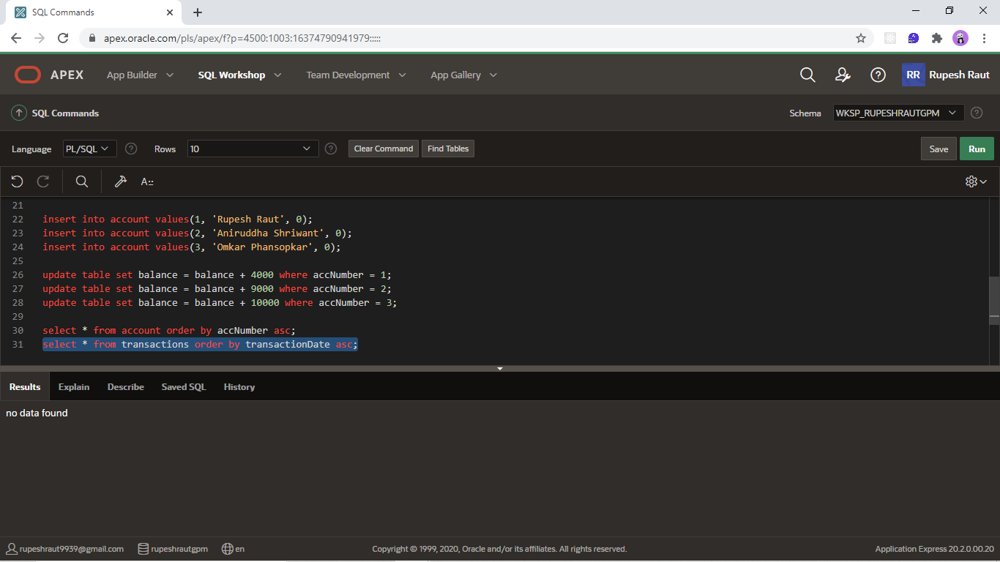 SQL Commands
apex.oracle.com/pls/apex/f?p=4500:1003:16374790941979:::::
APEX App Builder SQL Workshop Team Development App Gallery RR Rupesh Raut
SQL Commands Schema WKSP_RUPESHRAUTGPM
Language PL/SQL Rows 10 Clear Command Find Tables Save Run
A::
21
22 insert into account values(1, 'Rupesh Raut', 0);
23 insert into account values(2, 'Aniruddha Shriwant', 0);
24 insert into account values(3, 'Omkar Phansopkar', 0);
25
26 update table set balance = balance + 4000 where accNumber = 1;
27 update table set balance = balance + 9000 where accNumber = 2;
28 update table set balance = balance + 10000 where accNumber = 3;
29
30 select * from account order by accNumber asc;
31 select * from transactions order by transactionDate asc;
Results Explain Describe Saved SQL History
no data found
rupeshraut9939@gmail.com rupeshrautgpm en Copyright © 1999, 2020, Oracle and/or its affiliates. All rights reserved. Application Express 20.2.0.00.20